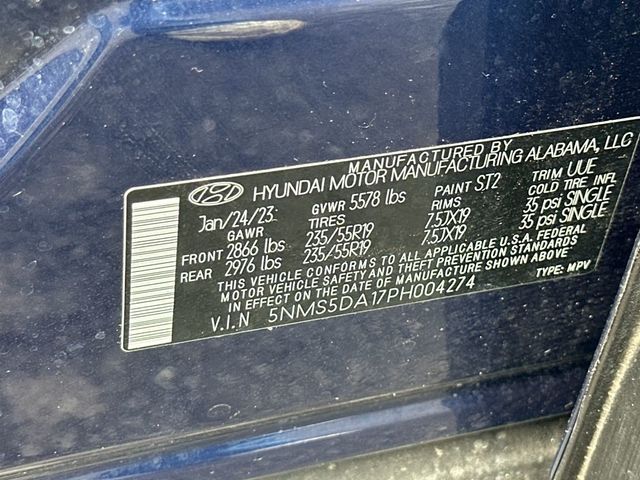 MANUFACTURED BY
HYUNDAI MOTOR MANUFACTURING ALABAMA, LLC
Jan/24/23 GVWR 5578 lbs PAINT ST2 TRIM UUE
GAWR TIRES RIMS COLD TIRE INFL
FRONT 2866 lbs 235/55R19 7.5JX19 35 psi SINGLE
REAR 2976 lbs 235/55R19 7.5JX19 35 psi SINGLE
THIS VEHICLE CONFORMS TO ALL APPLICABLE U.S.A. FEDERAL
MOTOR VEHICLE SAFETY AND THEFT PREVENTION STANDARDS
IN EFFECT ON THE DATE OF MANUFACTURE SHOWN ABOVE
V.I.N 5NMS5DA17PH004274 TYPE: MPV